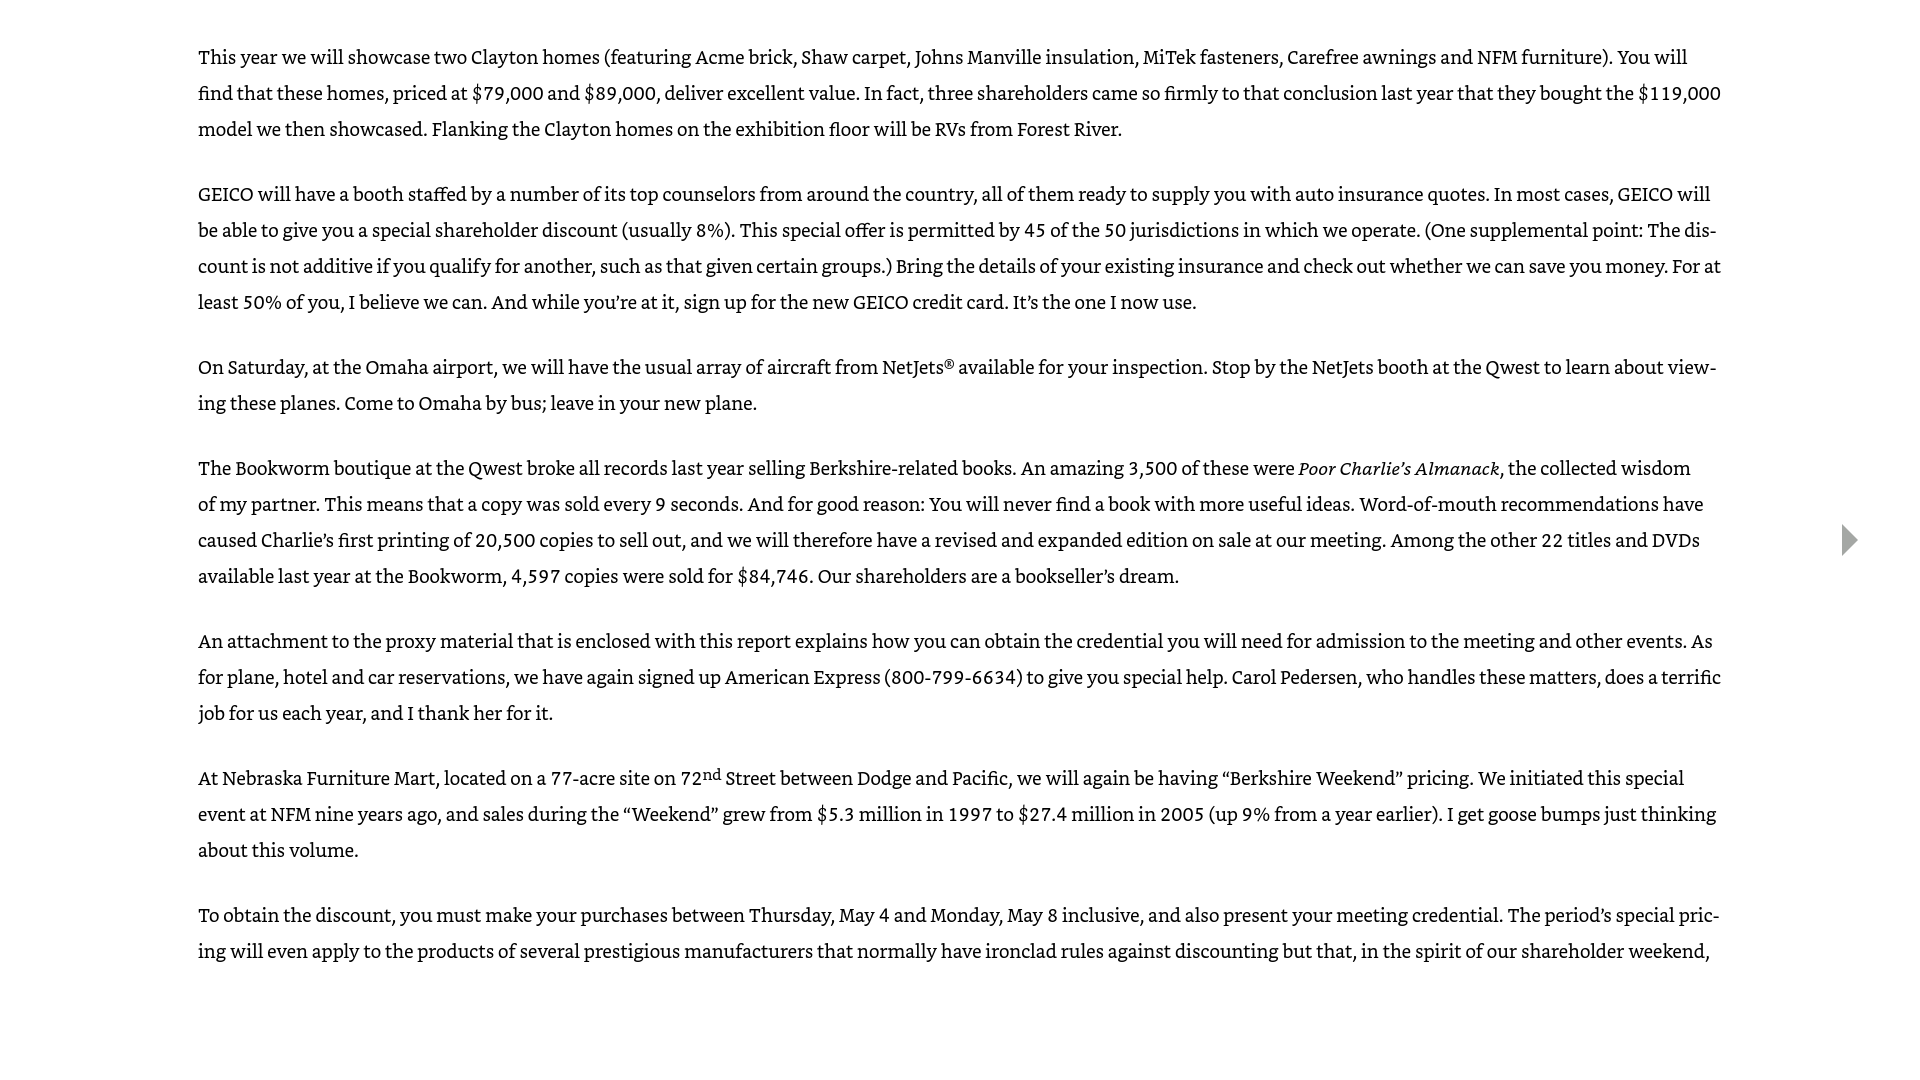 This year we will showcase two Clayton homes (featuring Acme brick, Shaw carpet, Johns Manville insulation, MiTek fasteners, Carefree awnings and NFM furniture). You will
find that these homes, priced at $79,000 and $89,000, deliver excellent value. In fact, three shareholders came so firmly to that conclusion last year that they bought the $119,000
model we then showcased. Flanking the Clayton homes on the exhibition floor will be RVs from Forest River.
GEICO will have a booth staffed by a number of its top counselors from around the country, all of them ready to supply you with auto insurance quotes. In most cases, GEICO will
be able to give you a special shareholder discount (usually 8%). This special offer is permitted by 45 of the 50 jurisdictions in which we operate. (One supplemental point: The dis-
count is not additive if you qualify for another, such as that given certain groups.) Bring the details of your existing insurance and check out whether we can save you money. For at
least 50% of you, I believe we can. And while you’re at it, sign up for the new GEICO credit card. It’s the one I now use.
On Saturday, at the Omaha airport, we will have the usual array of aircraft from NetJets® available for your inspection. Stop by the NetJets booth at the Qwest to learn about view-
ing these planes. Come to Omaha by bus; leave in your new plane.
The Bookworm boutique at the Qwest broke all records last year selling Berkshire-related books. An amazing 3,500 of these were Poor Charlie’s Almanack, the collected wisdom
of my partner. This means that a copy was sold every 9 seconds. And for good reason: You will never find a book with more useful ideas. Word-of-mouth recommendations have
caused Charlie’s first printing of 20,500 copies to sell out, and we will therefore have a revised and expanded edition on sale at our meeting. Among the other 22 titles and DVDs
available last year at the Bookworm, 4,597 copies were sold for $84,746. Our shareholders are a bookseller’s dream.
An attachment to the proxy material that is enclosed with this report explains how you can obtain the credential you will need for admission to the meeting and other events. As
for plane, hotel and car reservations, we have again signed up American Express (800-799-6634) to give you special help. Carol Pedersen, who handles these matters, does a terrific
job for us each year, and I thank her for it.
At Nebraska Furniture Mart, located on a 77-acre site on 72nd Street between Dodge and Pacific, we will again be having “Berkshire Weekend” pricing. We initiated this special
event at NFM nine years ago, and sales during the “Weekend” grew from $5.3 million in 1997 to $27.4 million in 2005 (up 9% from a year earlier). I get goose bumps just thinking
about this volume.
To obtain the discount, you must make your purchases between Thursday, May 4 and Monday, May 8 inclusive, and also present your meeting credential. The period’s special pric-
ing will even apply to the products of several prestigious manufacturers that normally have ironclad rules against discounting but that, in the spirit of our shareholder weekend,